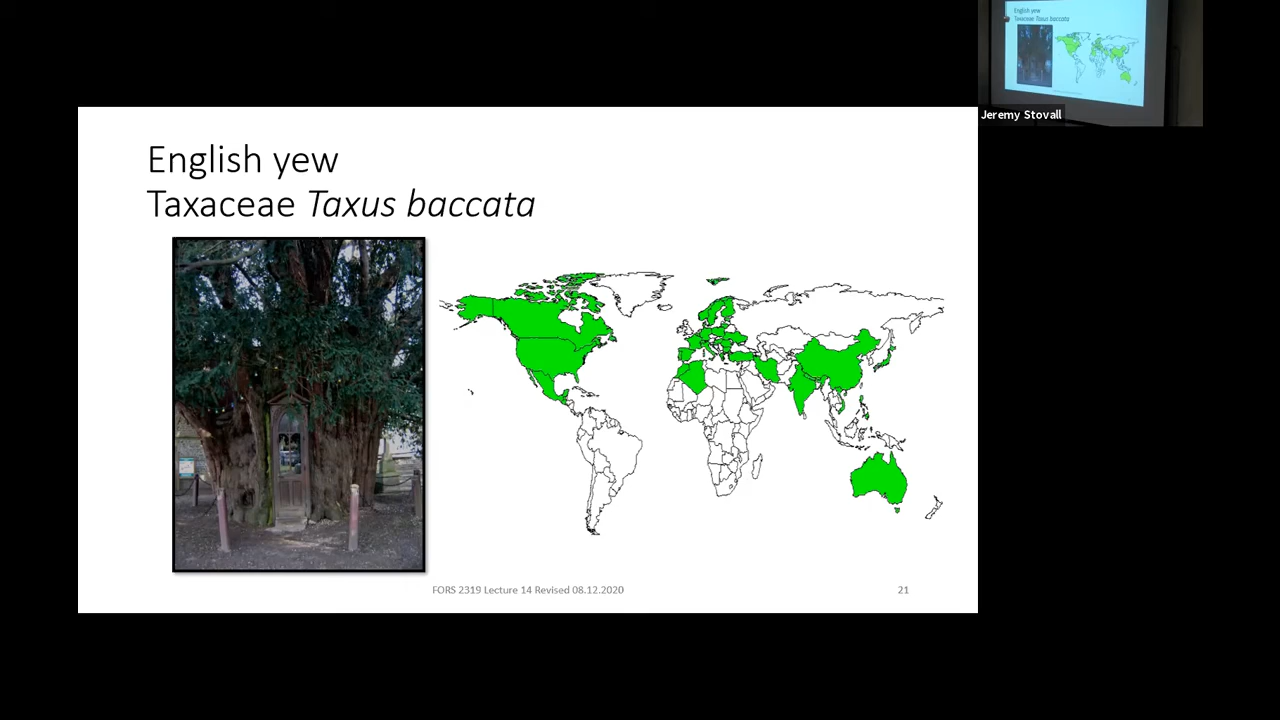 English yew
Taxaceae Taxus baccata
FORS 2319 Lecture 14 Revised 08.12.2020
21
English yew
Taxaceae Taxus baccata
Jeremy Stovall